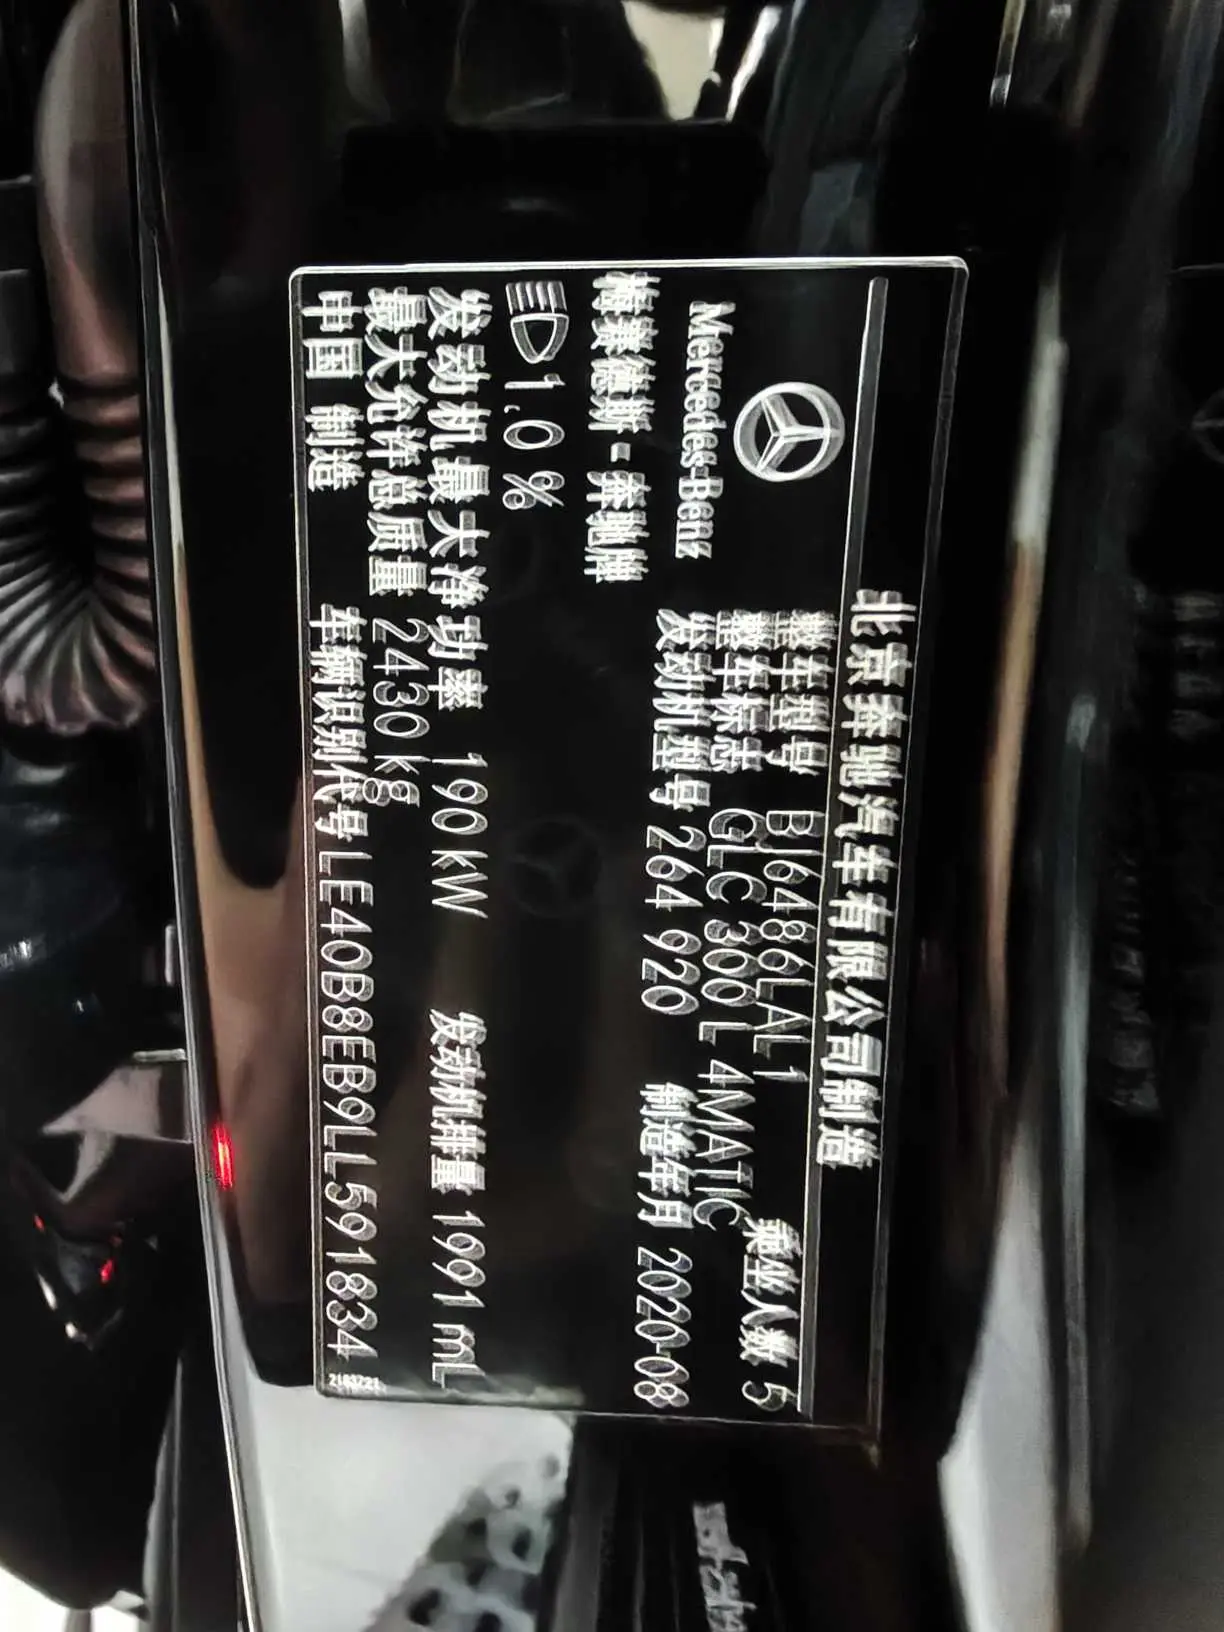 北京奔驰汽车有限公司制造
Mercedes-Benz
梅赛德斯-奔驰牌
整车型号 BJ6486LAL1 乘坐人数 5
整车标志 GLC 300 L 4MATIC
发动机型号 264 920 制造年月 2020-08
1.0 %
发动机最大净功率 190 kW 发动机排量 1991 mL
最大允许总质量 2430 kg
中国 制造 车辆识别代号 LE40B8EB9LL591834
2183721